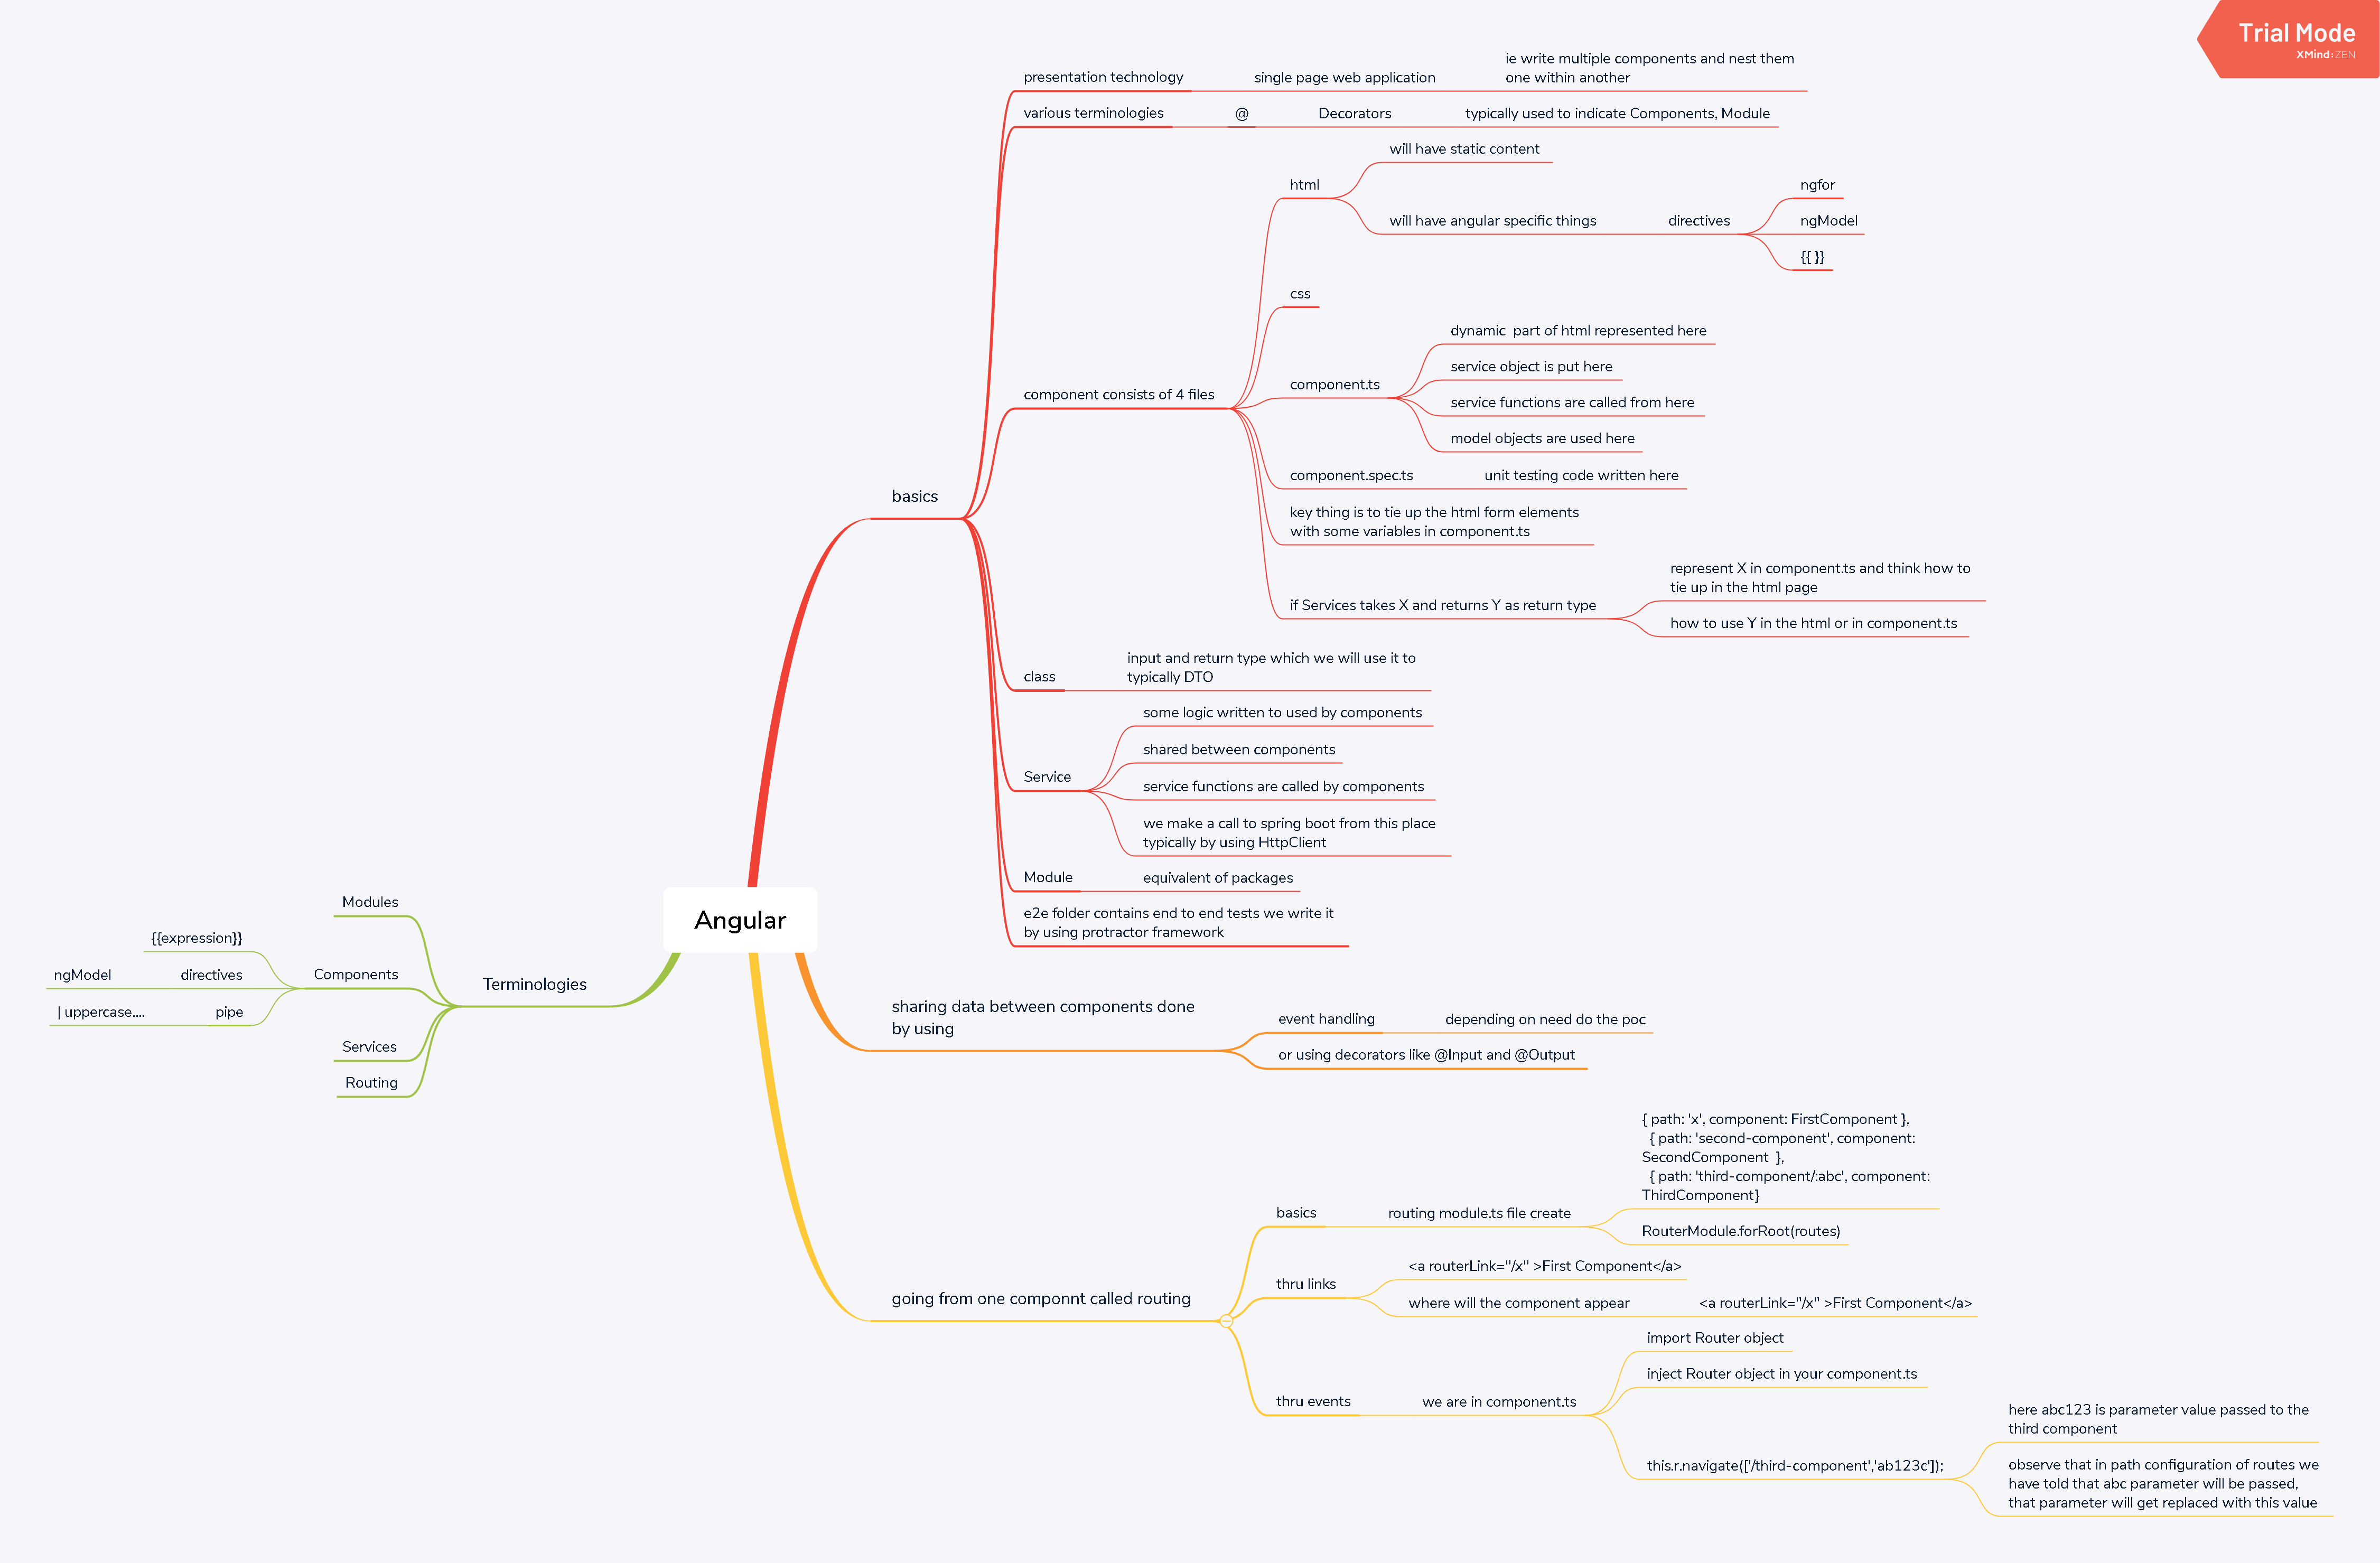 Trial Mode
XMind:ZEN
Angular
basics
presentation technology
single page web application
ie write multiple components and nest them
one within another
various terminologies
@
Decorators
typically used to indicate Components, Module
component consists of 4 files
html
will have static content
will have angular specific things
directives
ngfor
ngModel
{{ }}
css
component.ts
dynamic  part of html represented here
service object is put here
service functions are called from here
model objects are used here
component.spec.ts
unit testing code written here
key thing is to tie up the html form elements
with some variables in component.ts
if Services takes X and returns Y as return type
represent X in component.ts and think how to
tie up in the html page
how to use Y in the html or in component.ts
class
input and return type which we will use it to
typically DTO
Service
some logic written to used by components
shared between components
service functions are called by components
we make a call to spring boot from this place
typically by using HttpClient
Module
equivalent of packages
e2e folder contains end to end tests we write it
by using protractor framework
sharing data between components done
by using
event handling
depending on need do the poc
or using decorators like @Input and @Output
going from one componnt called routing
basics
routing module.ts file create
{ path: 'x', component: FirstComponent },
{ path: 'second-component', component:
SecondComponent  },
{ path: 'third-component/:abc', component:
ThirdComponent}
RouterModule.forRoot(routes)
thru links
<a routerLink="/x" >First Component</a>
where will the component appear
<a routerLink="/x" >First Component</a>
thru events
we are in component.ts
import Router object
inject Router object in your component.ts
this.r.navigate(['/third-component','ab123c']);
here abc123 is parameter value passed to the
third component
observe that in path configuration of routes we
have told that abc parameter will be passed,
that parameter will get replaced with this value
Terminologies
Modules
Components
{{expression}}
directives
ngModel
pipe
| uppercase....
Services
Routing